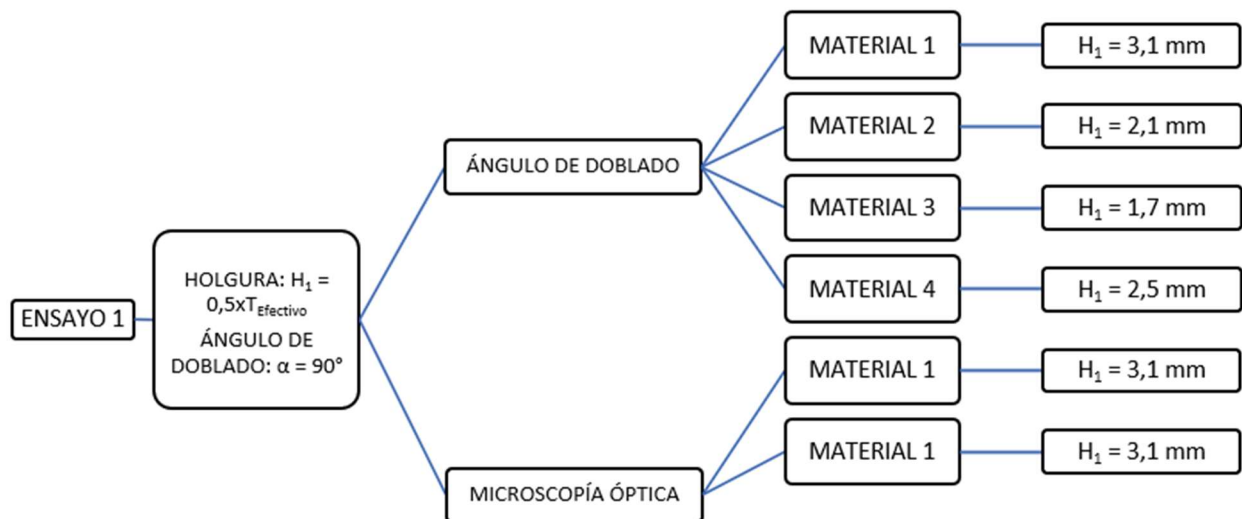 ENSAYO 1
HOLGURA: H₁ =
0,5xT_Efectivo
ÁNGULO DE
DOBLADO: α = 90°
ÁNGULO DE DOBLADO
MICROSCOPÍA ÓPTICA
MATERIAL 1
H₁ = 3,1 mm
MATERIAL 2
H₁ = 2,1 mm
MATERIAL 3
H₁ = 1,7 mm
MATERIAL 4
H₁ = 2,5 mm
MATERIAL 1
H₁ = 3,1 mm
MATERIAL 1
H₁ = 3,1 mm